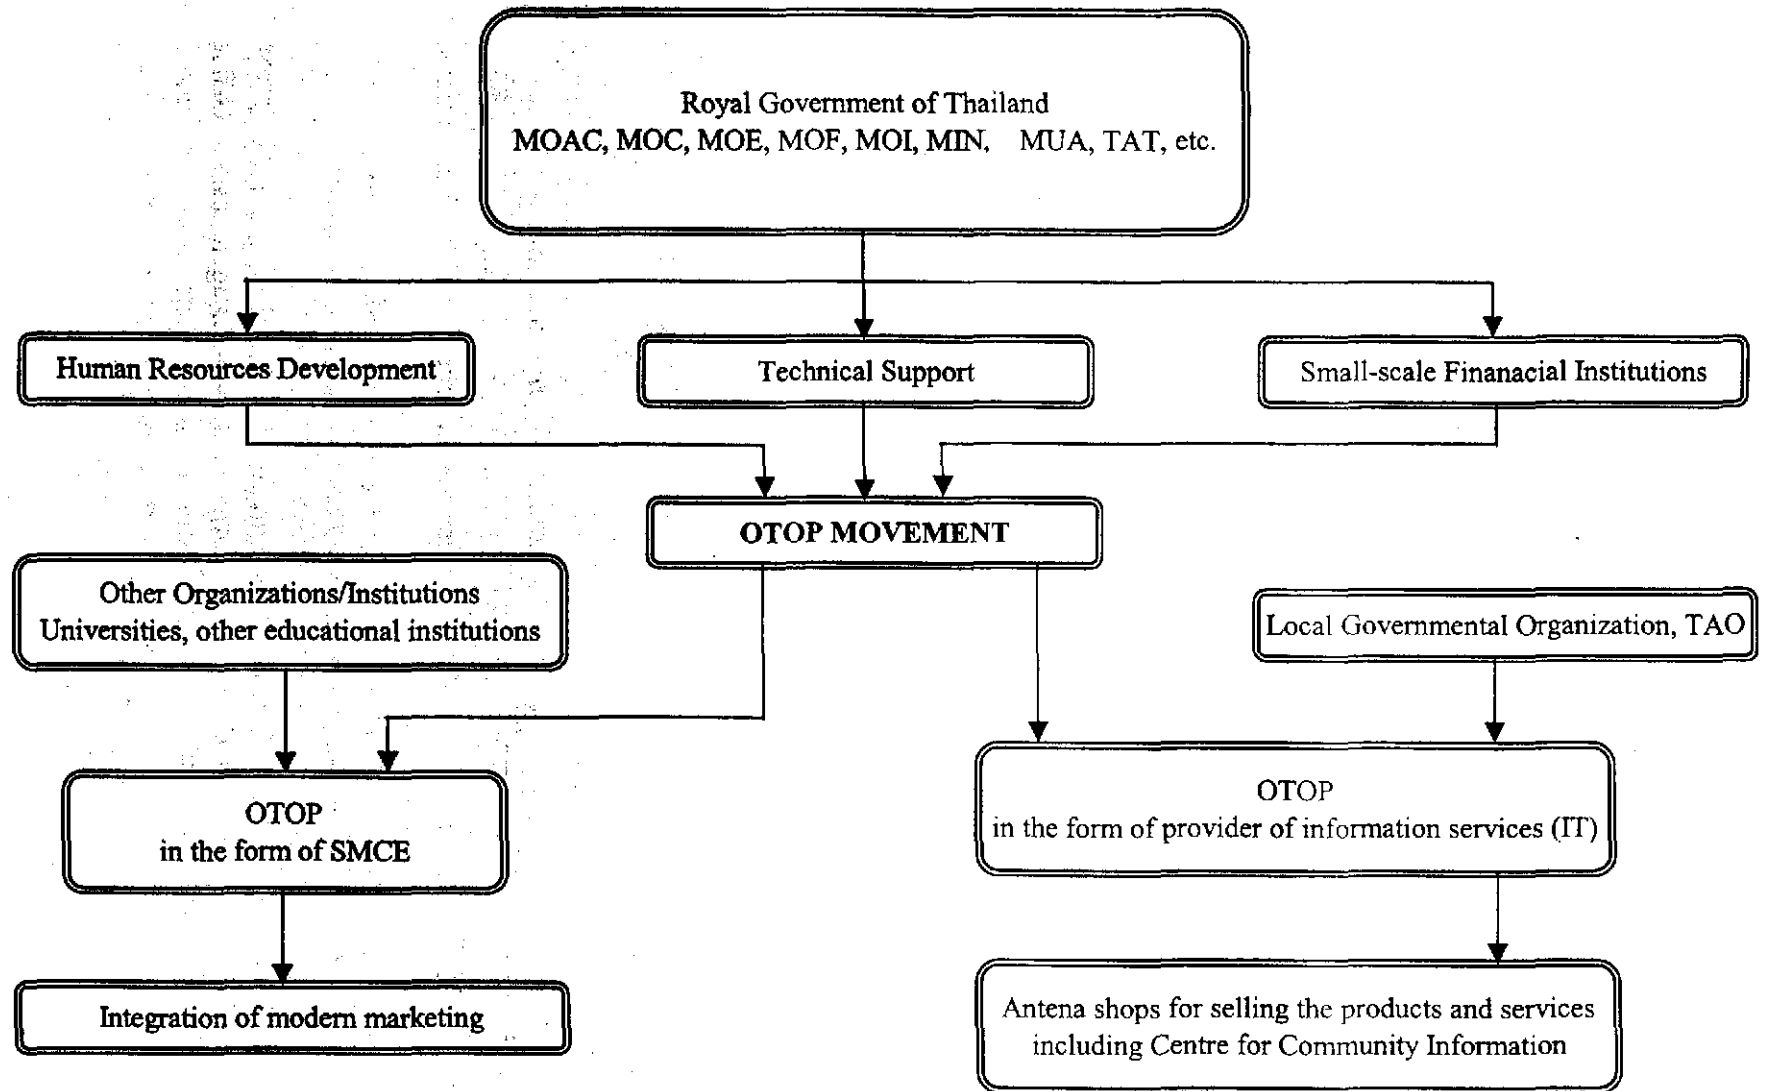 Royal Government of Thailand
MOAC, MOC, MOE, MOF, MOI, MIN, MUA, TAT, etc.
Human Resources Development
Technical Support
Small-scale Finanacial Institutions
OTOP MOVEMENT
Other Organizations/Institutions
Universities, other educational institutions
Local Governmental Organization, TAO
OTOP
in the form of SMCE
OTOP
in the form of provider of information services (IT)
Integration of modern marketing
Antena shops for selling the products and services
including Centre for Community Information